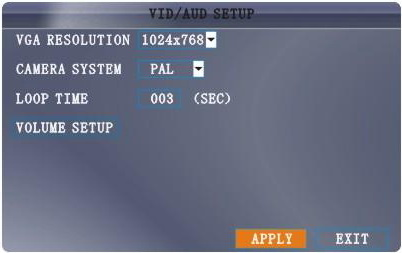 VID/AUD SETUP
VGA RESOLUTION 1024x768
CAMERA SYSTEM PAL
LOOP TIME 003 (SEC)
VOLUME SETUP
APPLY EXIT